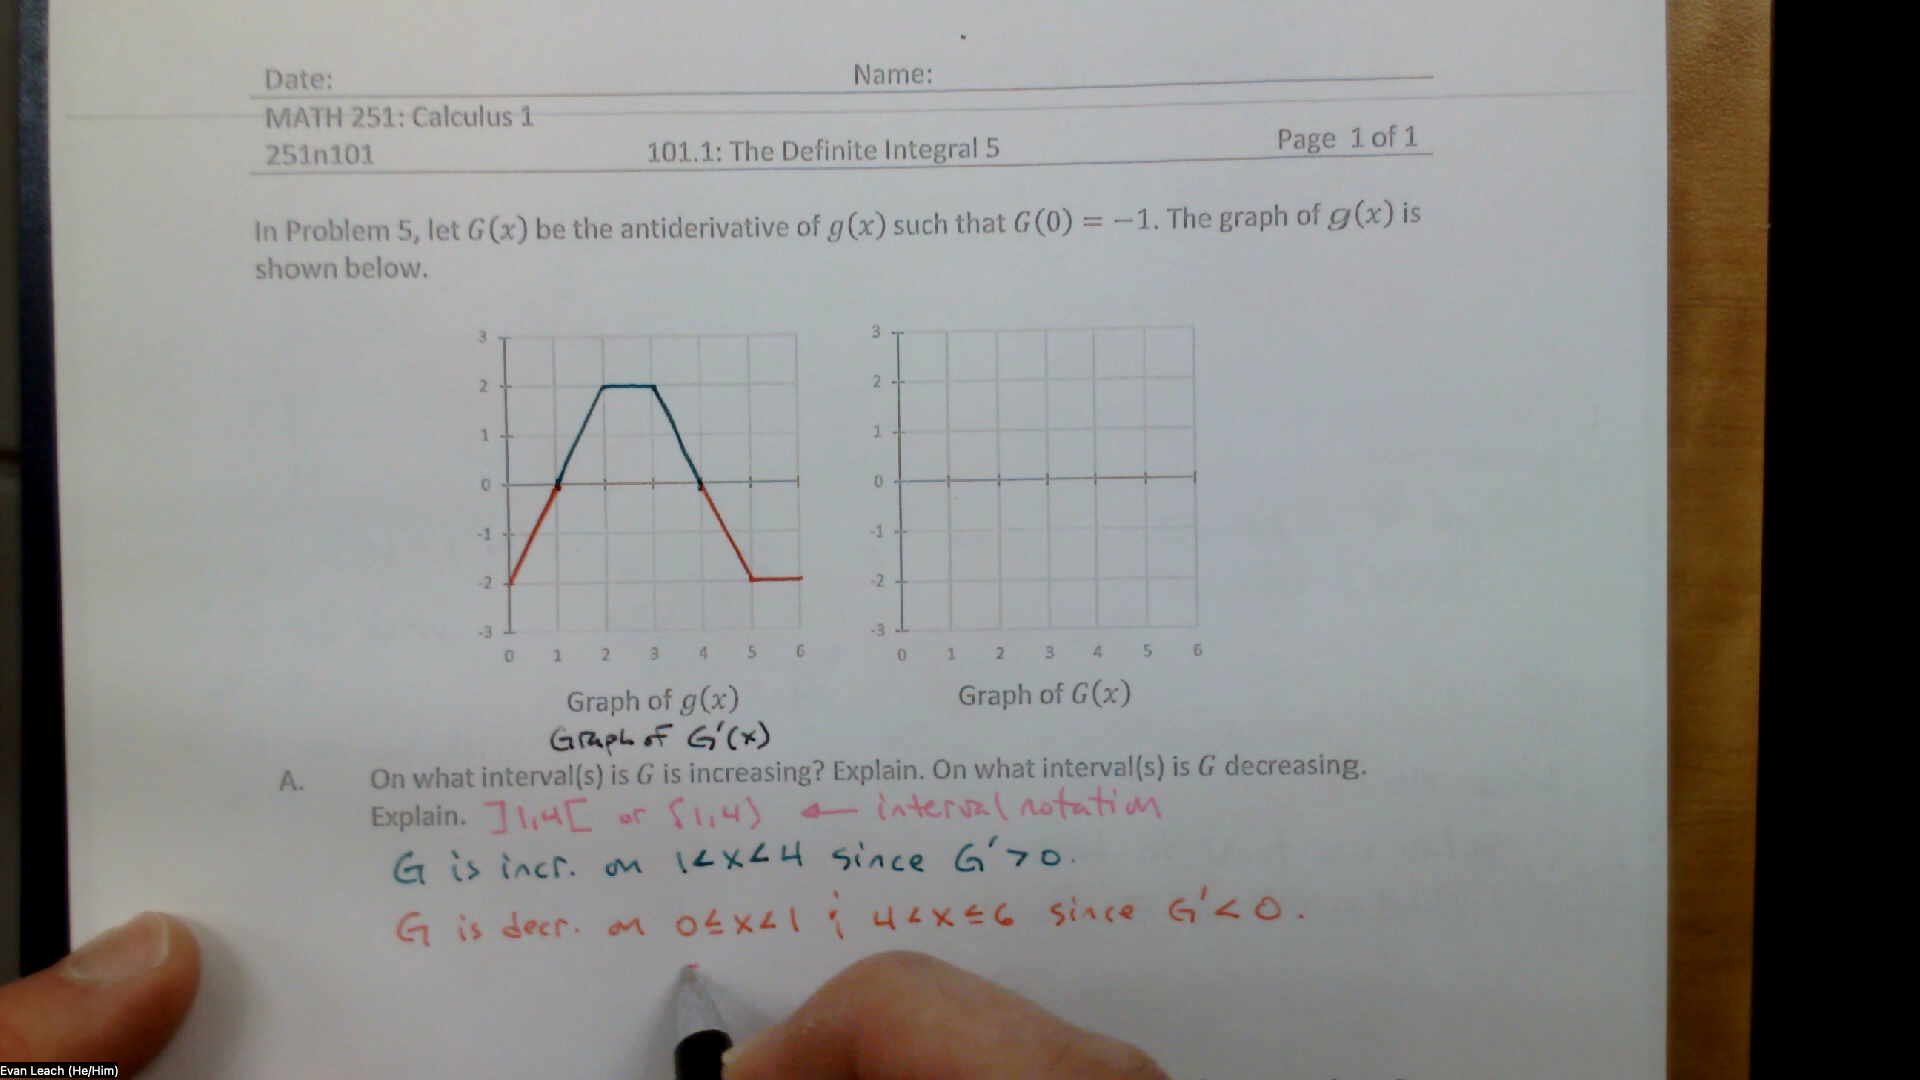 Date:
Name:
MATH 251: Calculus 1
251n101
101.1: The Definite Integral 5
Page 1 of 1
In Problem 5, let G(x) be the antiderivative of g(x) such that G(0) = −1. The graph of g(x) is
shown below.
3
2
1
0
-1
-2
-3
0 1 2 3 4 5 6
Graph of g(x)
Graph of G'(x)
3
2
1
0
-1
-2
-3
0 1 2 3 4 5 6
Graph of G(x)
A. On what interval(s) is G is increasing? Explain. On what interval(s) is G decreasing.
Explain. ]1,4[ or (1,4) ← interval notation
G is incr. on 1<x<4 since G'>0.
G is decr. on 0≤x<1 ; 4<x≤6 since G'<0.
Evan Leach (He/Him)